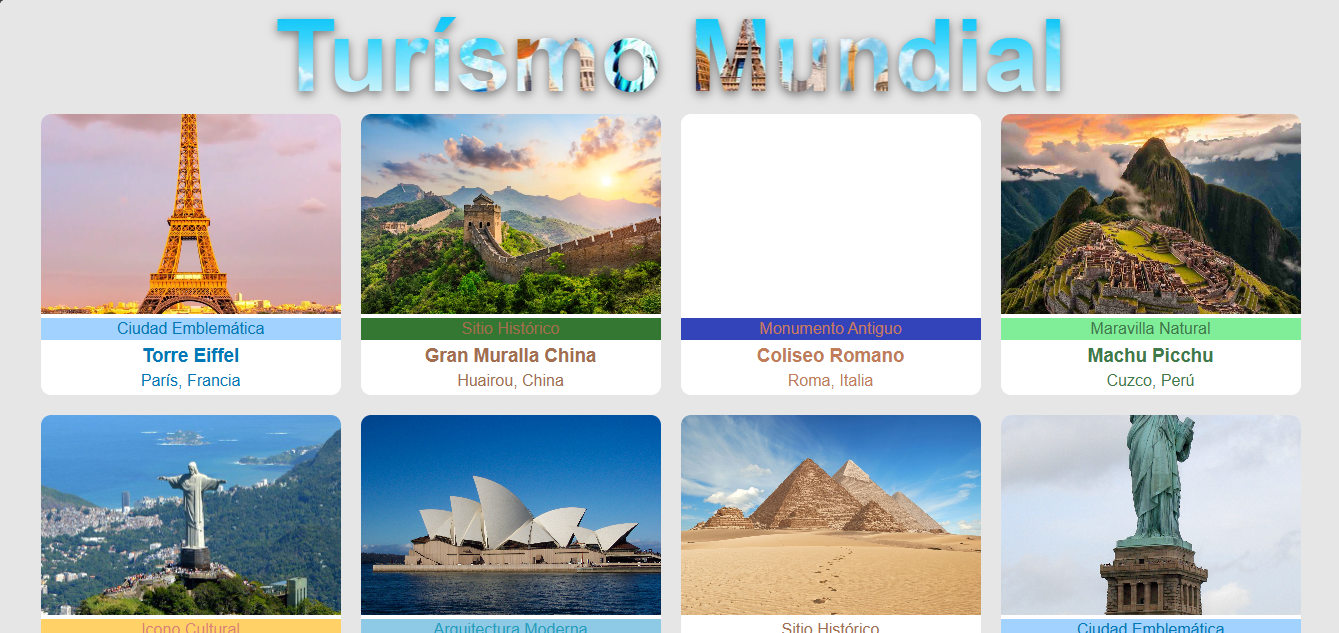 Turísmo Mundial
Ciudad Emblemática
Torre Eiffel
París, Francia
Sitio Histórico
Gran Muralla China
Huairou, China
Monumento Antiguo
Coliseo Romano
Roma, Italia
Maravilla Natural
Machu Picchu
Cuzco, Perú
Icono Cultural
Arquitectura Moderna
Sitio Histórico
Ciudad Emblemática